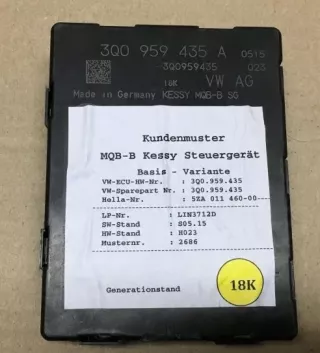 3Q0 959 435 A 0515
3Q0959435 023
18K VW AG
Made in Germany KESSY MQB-B SG
Kundenmuster
MQB-B Kessy Steuergerät
Basis - Variante
VW-ECU-HW-Nr. : 3Q0.959.435
VW-Sparepart Nr. : 3Q0.959.435
Hella-Nr. : 5ZA 011 460-00
LP-Nr. : LIN3712D
SW-Stand : S05.15
HW-Stand : H023
Musternr. : 2686
Generationstand 18K